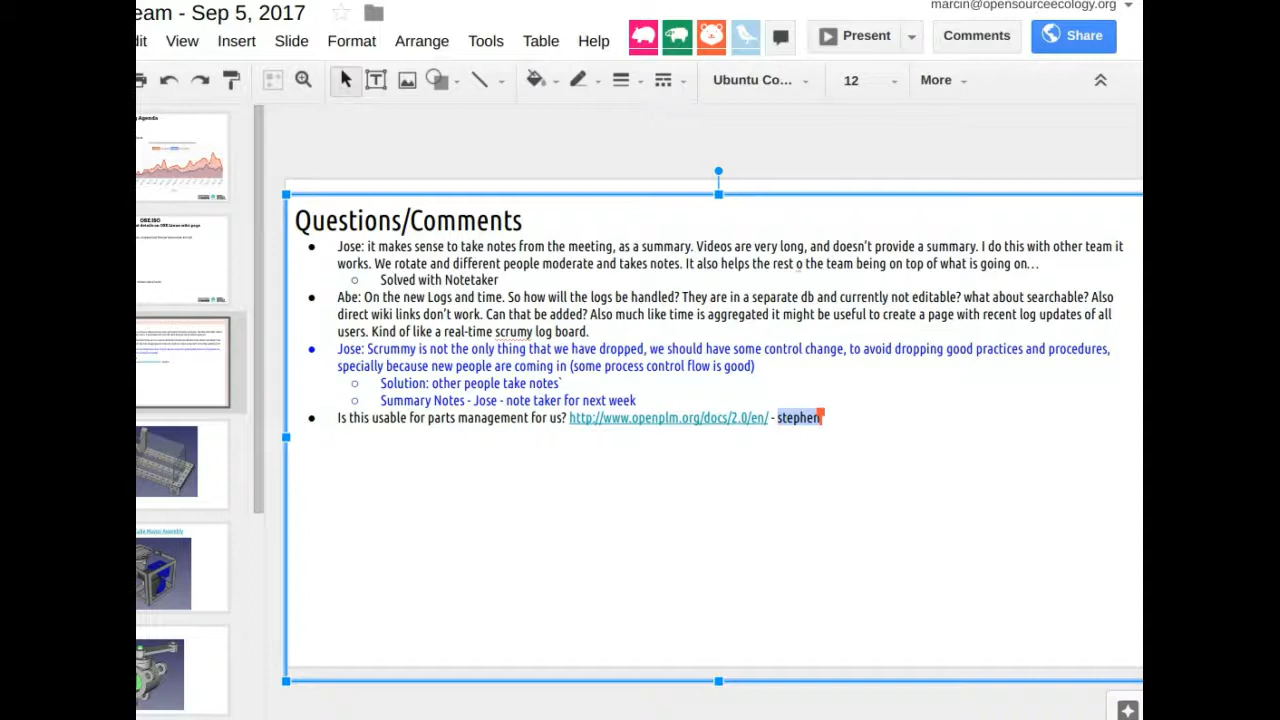 eam - Sep 5, 2017
marcin@opensourceecology.org
dit View Insert Slide Format Arrange Tools Table Help
Present
Comments
Share
Ubuntu Co...
12
More
Agenda
OSE ISO
Questions/Comments
● Jose: it makes sense to take notes from the meeting, as a summary. Videos are very long, and doesn't provide a summary. I do this with other team it
works. We rotate and different people moderate and takes notes. It also helps the rest o the team being on top of what is going on…
○ Solved with Notetaker
● Abe: On the new Logs and time. So how will the logs be handled? They are in a separate db and currently not editable? what about searchable? Also
direct wiki links don't work. Can that be added? Also much like time is aggregated it might be useful to create a page with recent log updates of all
users. Kind of like a real-time scrumy log board.
● Jose: Scrummy is not the only thing that we have dropped, we should have some control change to avoid dropping good practices and procedures,
specially because new people are coming in (some process control flow is good)
○ Solution: other people take notes`
○ Summary Notes - Jose - note taker for next week
● Is this usable for parts management for us? http://www.openplm.org/docs/2.0/en/ - stephen